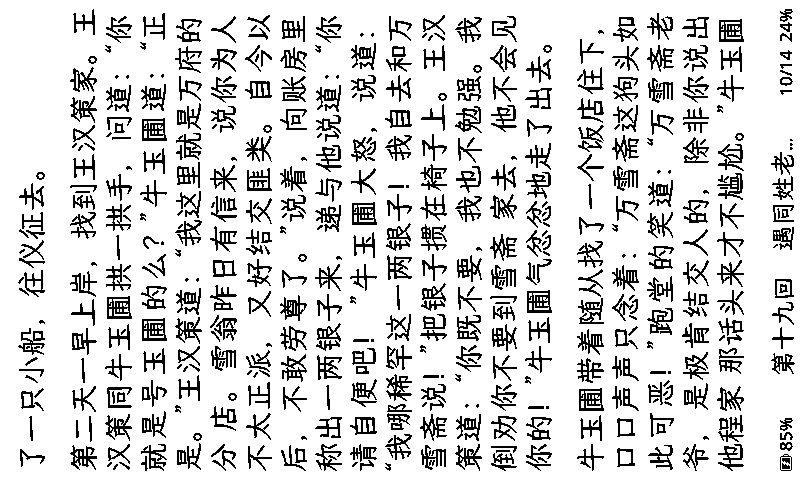 了一只小船，往仪征去。
第二天一早上岸，找到王汉策家。王
汉策同牛玉圃拱一拱手，问道：“你
就是号玉圃的么？”牛玉圃道：“正
是。”王汉策道：“我这里就是万府的
分店。雪翁昨日有信来，说你为人
不太正派，又好结交匪类。自今以
后，不敢劳尊了。”说着，向账房里
称出一两银子来，递与他说道：“你
请自便吧！”牛玉圃大怒，说道：
“我哪稀罕这一两银子！我自去和万
雪斋说！”把银子掼在椅子上。王汉
策道：“你既不要，我也不勉强。我
倒劝你不要到雪斋 家去，他不会见
你的！”牛玉圃气忿忿地走了出去。
牛玉圃带着随从找了一个饭店住下，
口口声声只念着：“万雪斋这狗头如
此可恶！”跑堂的笑道：“万雪斋老
爷，是极肯结交人的，除非你说出
他程家 那话头来才不尴尬。”牛玉圃
85% 第十九回 遇同姓老... 10/14 24%